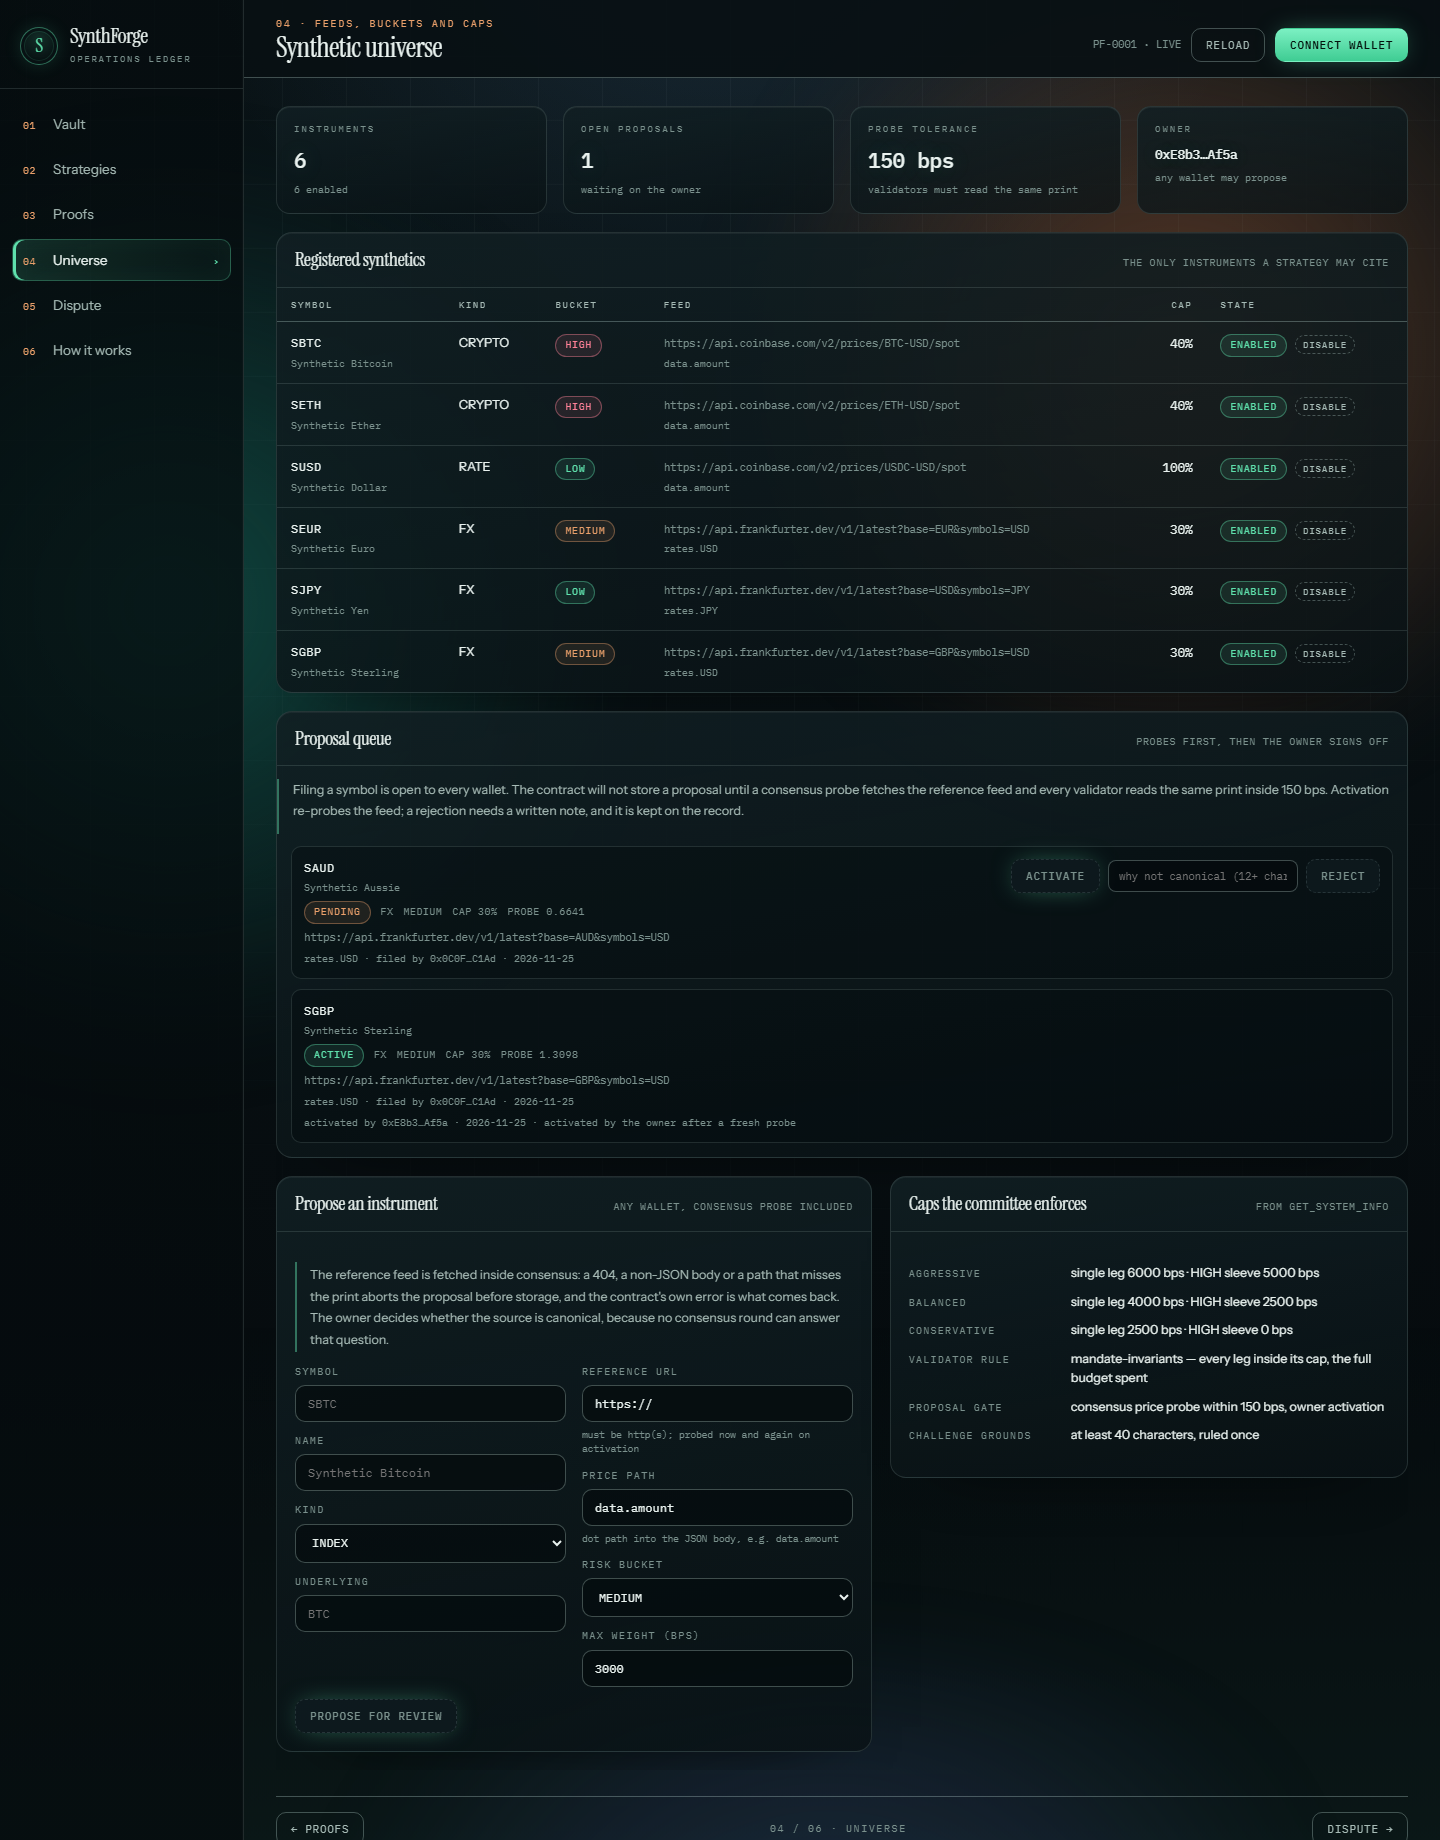 S
SynthForge
OPERATIONS LEDGER
01 Vault
02 Strategies
03 Proofs
04 Universe ›
05 Dispute
06 How it works
04 · FEEDS, BUCKETS AND CAPS
Synthetic universe
PF-0001 · LIVE
RELOAD
CONNECT WALLET
INSTRUMENTS
6
6 enabled
OPEN PROPOSALS
1
waiting on the owner
PROBE TOLERANCE
150 bps
validators must read the same print
OWNER
0xE8b3…Af5a
any wallet may propose
Registered synthetics
THE ONLY INSTRUMENTS A STRATEGY MAY CITE
SYMBOL KIND BUCKET FEED CAP STATE
SBTC CRYPTO HIGH https://api.coinbase.com/v2/prices/BTC-USD/spot 40% ENABLED DISABLE
Synthetic Bitcoin data.amount
SETH CRYPTO HIGH https://api.coinbase.com/v2/prices/ETH-USD/spot 40% ENABLED DISABLE
Synthetic Ether data.amount
SUSD RATE LOW https://api.coinbase.com/v2/prices/USDC-USD/spot 100% ENABLED DISABLE
Synthetic Dollar data.amount
SEUR FX MEDIUM https://api.frankfurter.dev/v1/latest?base=EUR&symbols=USD 30% ENABLED DISABLE
Synthetic Euro rates.USD
SJPY FX LOW https://api.frankfurter.dev/v1/latest?base=USD&symbols=JPY 30% ENABLED DISABLE
Synthetic Yen rates.JPY
SGBP FX MEDIUM https://api.frankfurter.dev/v1/latest?base=GBP&symbols=USD 30% ENABLED DISABLE
Synthetic Sterling rates.USD
Proposal queue
PROBES FIRST, THEN THE OWNER SIGNS OFF
Filing a symbol is open to every wallet. The contract will not store a proposal until a consensus probe fetches the reference feed and every validator reads the same print inside 150 bps. Activation
re-probes the feed; a rejection needs a written note, and it is kept on the record.
SAUD
Synthetic Aussie
PENDING FX MEDIUM CAP 30% PROBE 0.6641
https://api.frankfurter.dev/v1/latest?base=AUD&symbols=USD
rates.USD · filed by 0x0C0F…C1Ad · 2026-11-25
ACTIVATE
why not canonical (12+ chai
REJECT
SGBP
Synthetic Sterling
ACTIVE FX MEDIUM CAP 30% PROBE 1.3098
https://api.frankfurter.dev/v1/latest?base=GBP&symbols=USD
rates.USD · filed by 0x0C0F…C1Ad · 2026-11-25
activated by 0xE8b3…Af5a · 2026-11-25 · activated by the owner after a fresh probe
Propose an instrument
ANY WALLET, CONSENSUS PROBE INCLUDED
The reference feed is fetched inside consensus: a 404, a non-JSON body or a path that misses
the print aborts the proposal before storage, and the contract's own error is what comes back.
The owner decides whether the source is canonical, because no consensus round can answer
that question.
SYMBOL
SBTC
NAME
Synthetic Bitcoin
KIND
INDEX
UNDERLYING
BTC
REFERENCE URL
https://
must be http(s); probed now and again on
activation
PRICE PATH
data.amount
dot path into the JSON body, e.g. data.amount
RISK BUCKET
MEDIUM
MAX WEIGHT (BPS)
3000
PROPOSE FOR REVIEW
Caps the committee enforces
FROM GET_SYSTEM_INFO
AGGRESSIVE single leg 6000 bps · HIGH sleeve 5000 bps
BALANCED single leg 4000 bps · HIGH sleeve 2500 bps
CONSERVATIVE single leg 2500 bps · HIGH sleeve 0 bps
VALIDATOR RULE mandate-invariants — every leg inside its cap, the full
budget spent
PROPOSAL GATE consensus price probe within 150 bps, owner activation
CHALLENGE GROUNDS at least 40 characters, ruled once
← PROOFS
04 / 06 · UNIVERSE
DISPUTE →